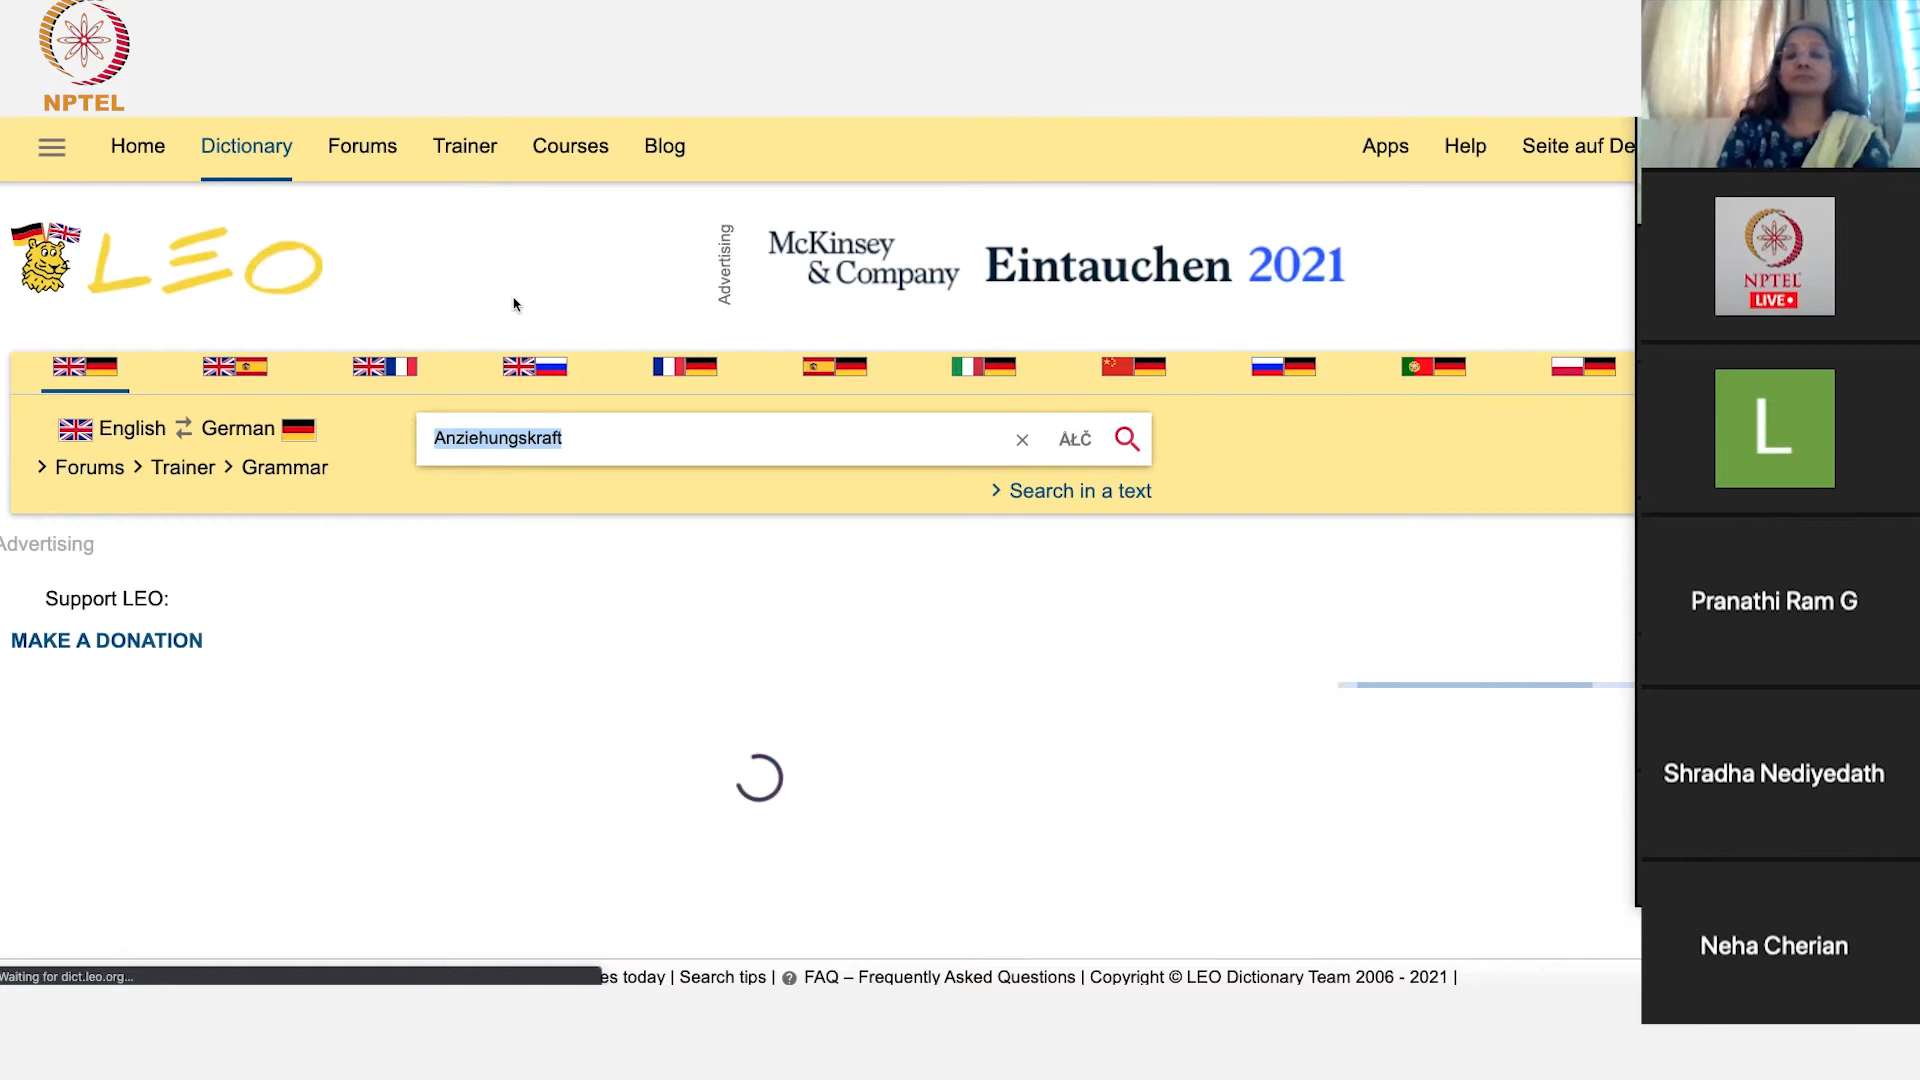 NPTEL
Home Dictionary Forums Trainer Courses Blog Apps Help Seite auf De
LEO
Advertising
McKinsey
& Company
Eintauchen 2021
English German
Anziehungskraft
ÀŁČ
Forums Trainer Grammar
Search in a text
Advertising
Support LEO:
MAKE A DONATION
Waiting for dict.leo.org...
es today | Search tips | FAQ – Frequently Asked Questions | Copyright © LEO Dictionary Team 2006 - 2021 |
NPTEL
LIVE
L
Pranathi Ram G
Shradha Nediyedath
Neha Cherian